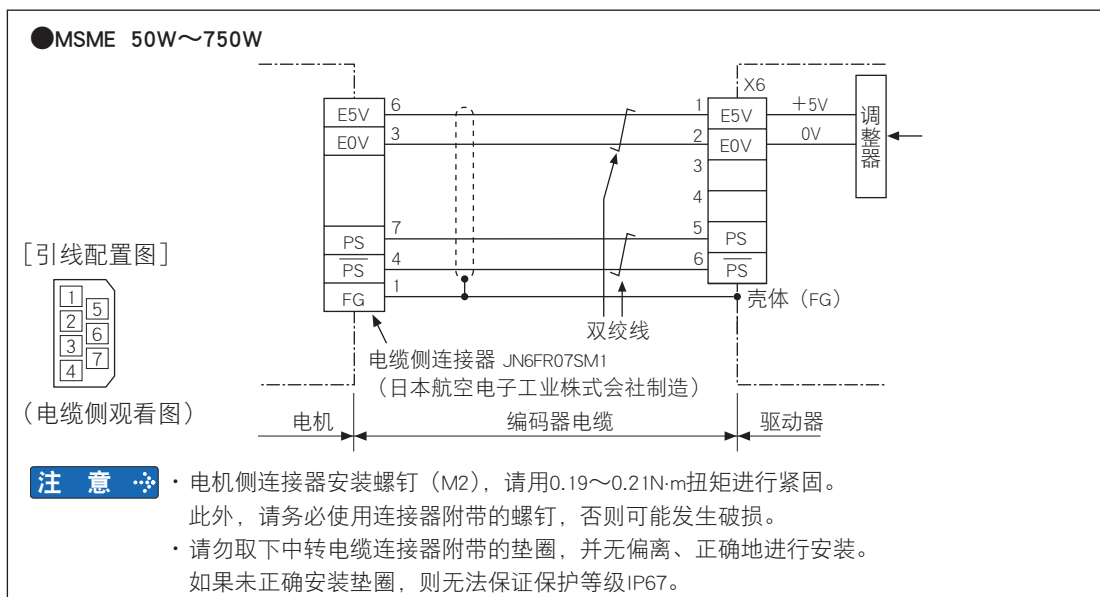 ●MSME 50W～750W
X6
E5V 6 1 E5V ＋5V
E0V 3 2 E0V 0V
调整器
3
4
PS 7 5 PS
P̅S̅ 4 6 P̅S̅
FG 1 壳体（FG）
［引线配置图］
1
5
2
6
3
7
4
（电缆侧观看图）
双绞线
电缆侧连接器 JN6FR07SM1
（日本航空电子工业株式会社制造）
电机 编码器电缆 驱动器
注 意
・电机侧连接器安装螺钉（M2），请用0.19～0.21N·m扭矩进行紧固。
此外，请务必使用连接器附带的螺钉，否则可能发生破损。
・请勿取下中转电缆连接器附带的垫圈，并无偏离、正确地进行安装。
如果未正确安装垫圈，则无法保证保护等级IP67。